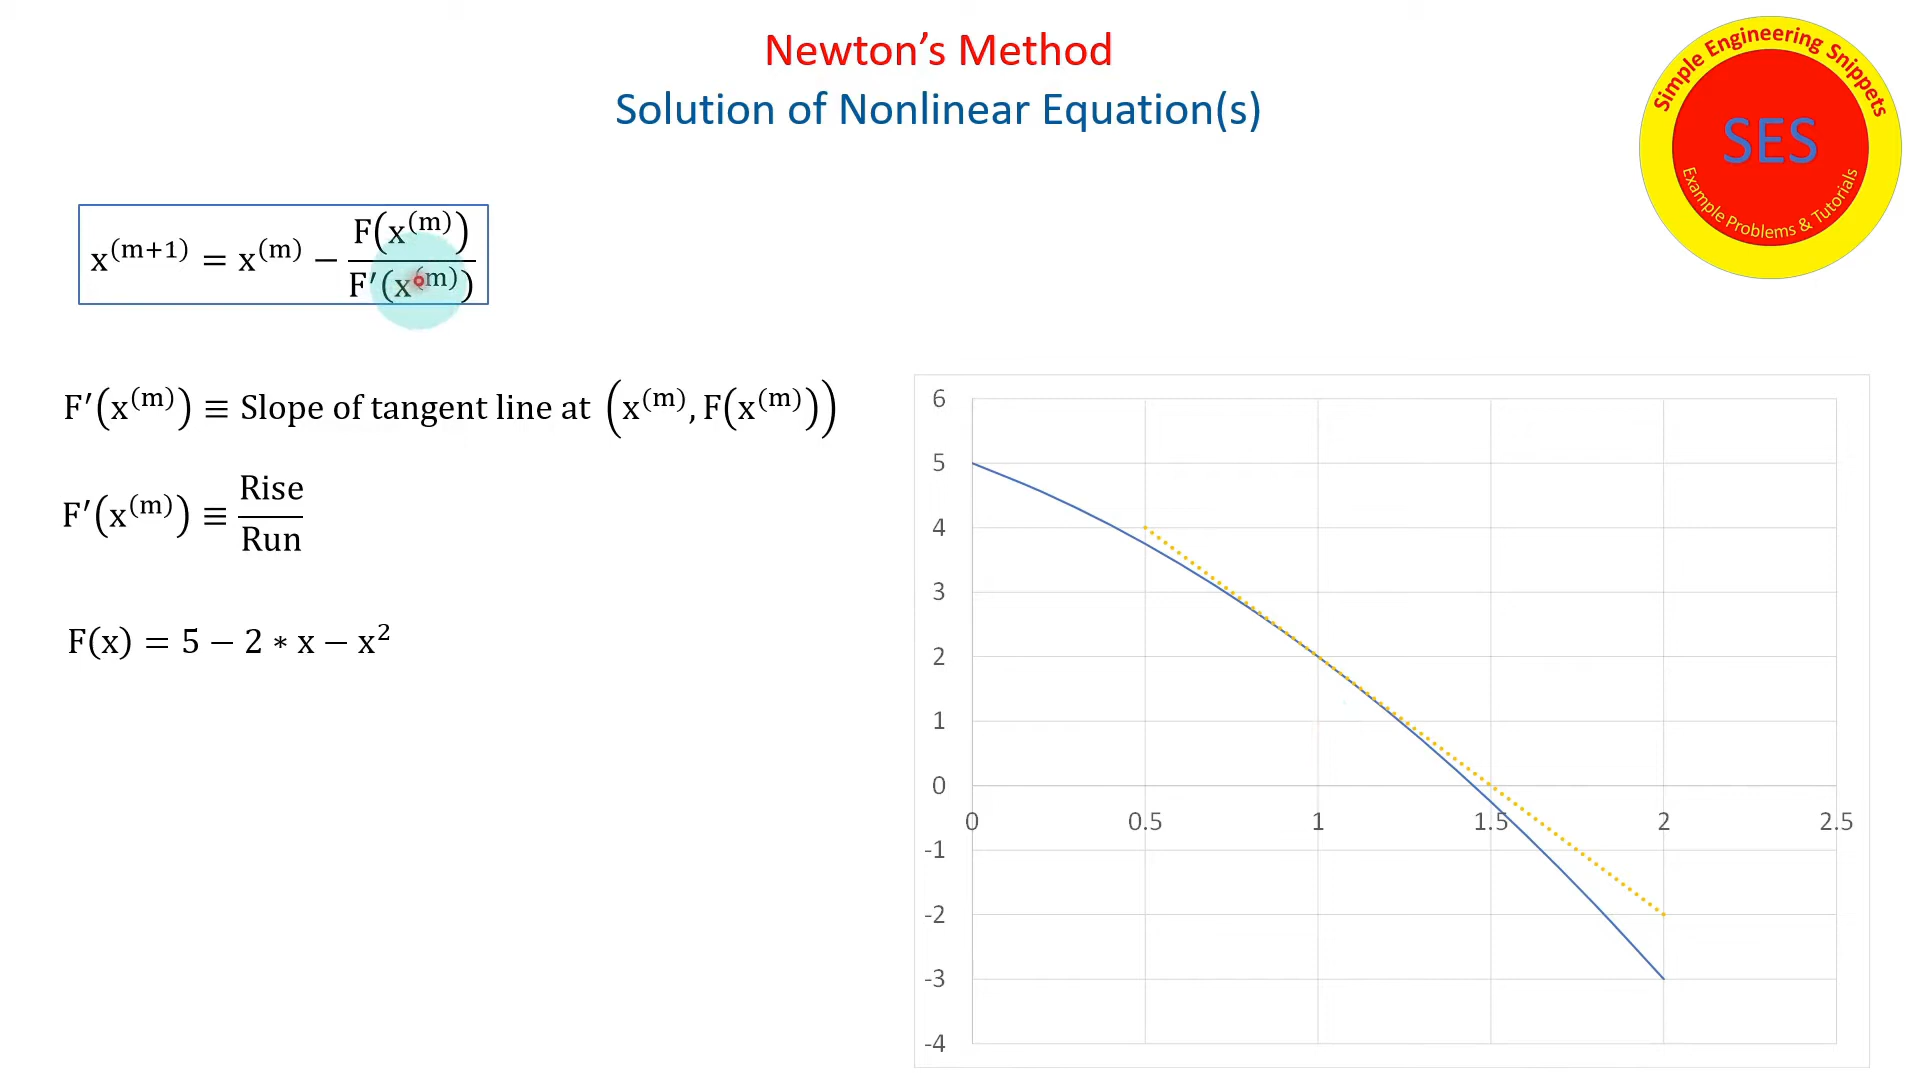 Newton's Method
Solution of Nonlinear Equation(s)
Simple Engineering Snippets
SES
Example Problems & Tutorials
x^(m+1) = x^(m) − F(x^(m)) / F′(x^(m))
F′(x^(m)) ≡ Slope of tangent line at (x^(m), F(x^(m)))
F′(x^(m)) ≡ Rise / Run
F(x) = 5 − 2 ∗ x − x²
6
5
4
3
2
1
0
0 0.5 1 1.5 2 2.5
-1
-2
-3
-4